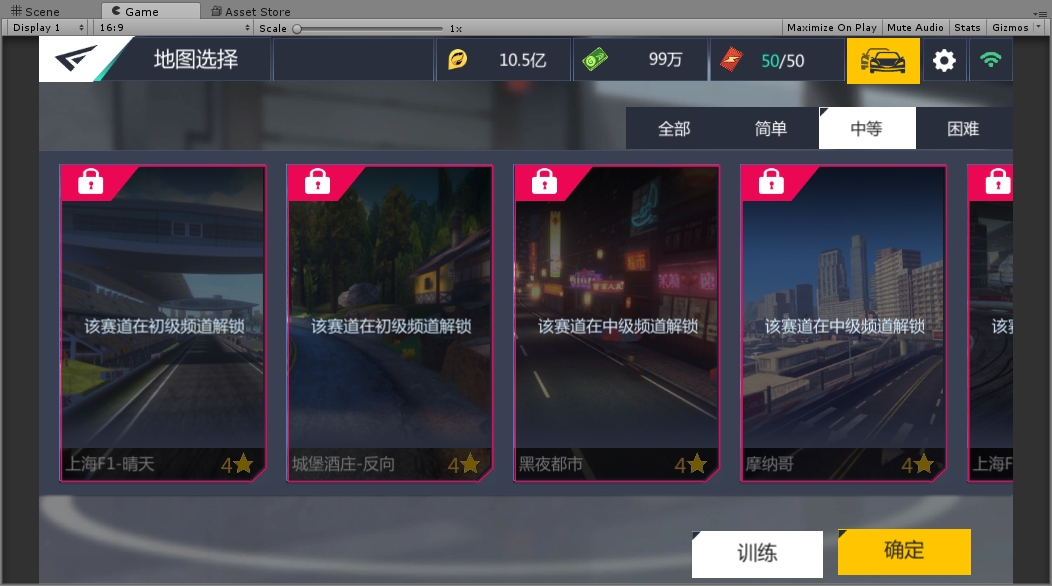 Scene
Game
Asset Store
Display 1
16:9
Scale
1x
Maximize On Play
Mute Audio
Stats
Gizmos
地图选择
10.5亿
99万
50/50
全部
简单
中等
困难
该赛道在初级频道解锁
该赛道在初级频道解锁
该赛道在中级频道解锁
该赛道在中级频道解锁
上海F1-晴天
4
城堡酒庄-反向
4
黑夜都市
4
摩纳哥
4
上海F
训练
确定